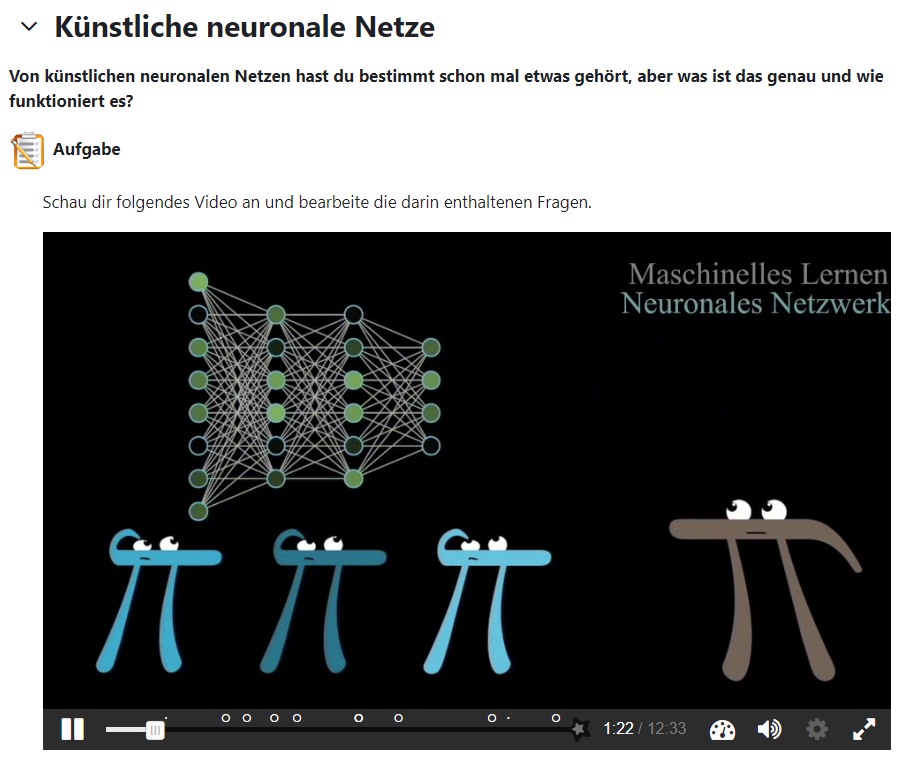 Künstliche neuronale Netze
Von künstlichen neuronalen Netzen hast du bestimmt schon mal etwas gehört, aber was ist das genau und wie
funktioniert es?
Aufgabe
Schau dir folgendes Video an und bearbeite die darin enthaltenen Fragen.
Maschinelles Lernen
Neuronales Netzwerk
1:22 / 12:33